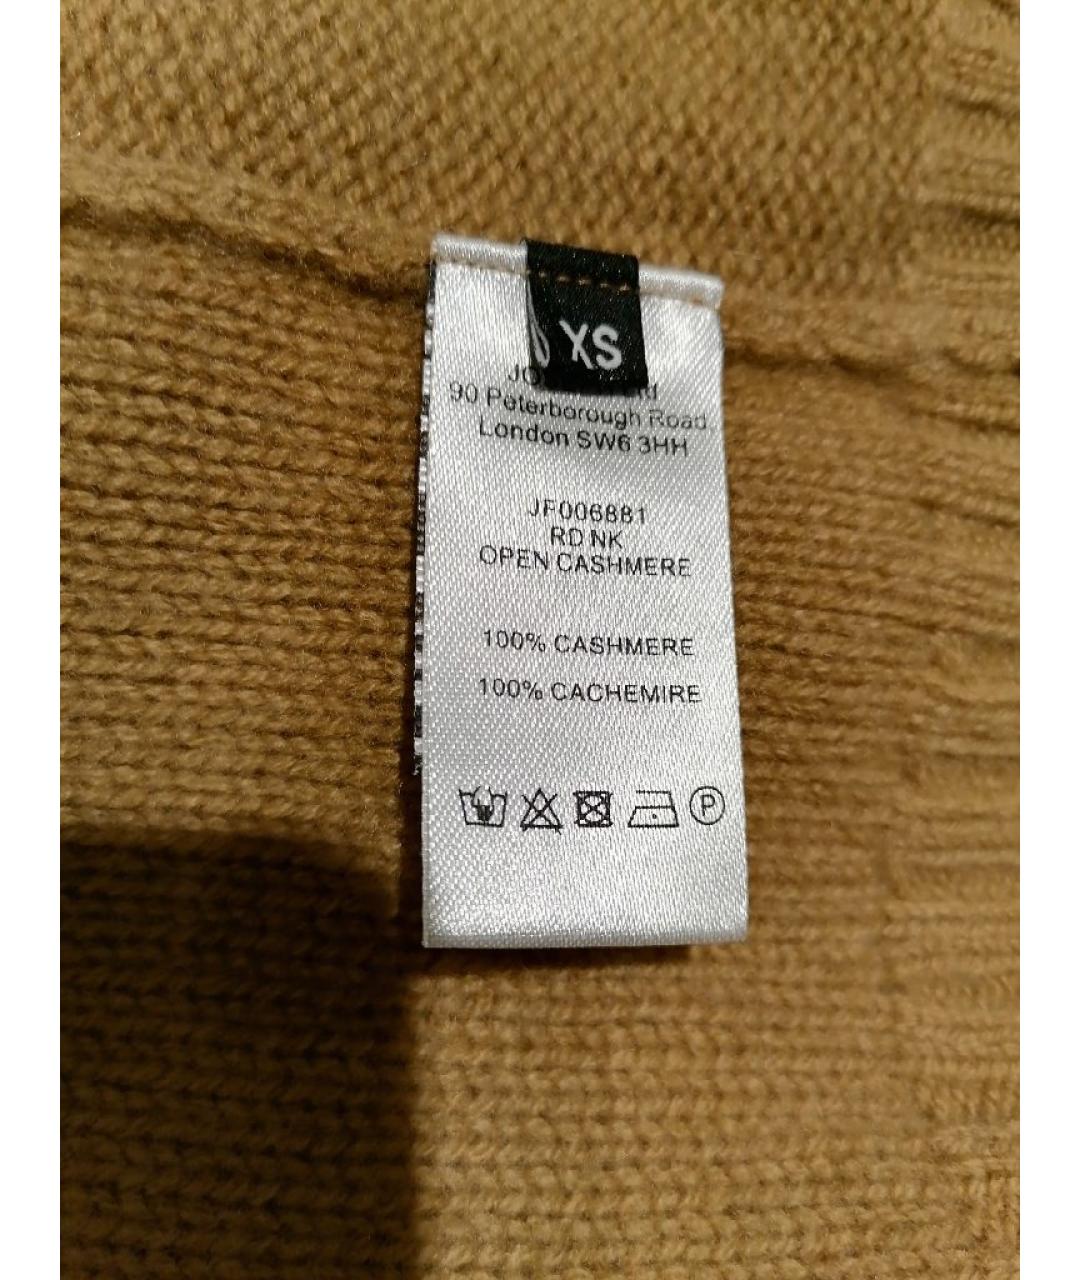 XS
90 Peterborough Road
London SW6 3HH
JF006881
RD NK
OPEN CASHMERE
100% CASHMERE
100% CACHEMIRE
P